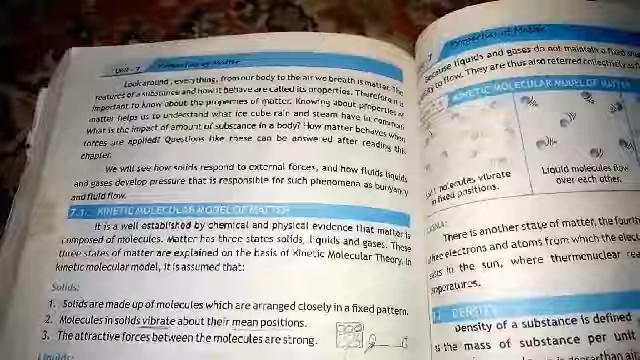 Unit - 7 Properties of Matter
Look around, everything, from our body to the air we breath is matter. The
features of a substance and how it behave are called its properties. Therefore it is
important to know about the properties of matter. Knowing about properties of
matter helps us to understand what ice cube rain and steam have in common
What is the impact of amount of substance in a body? How matter behaves when
forces are applied? Questions like these can be answered after reading this
chapter.
We will see how solids respond to external forces, and how fluids liquids
and gases develop pressure that is responsible for such phenomena as buoyancy
and fluid flow.
7.1 KINETIC MOLECULAR MODEL OF MATTER
It is a well established by chemical and physical evidence that matter is
composed of molecules. Matter has three states solids, liquids and gases. These
three states of matter are explained on the basis of Kinetic Molecular Theory. In
kinetic molecular model, it is assumed that:
Solids:
1. Solids are made up of molecules which are arranged closely in a fixed pattern.
2. Molecules in solids vibrate about their mean positions.
3. The attractive forces between the molecules are strong.
Liquids:
7 Properties of Matter
Because liquids and gases do not maintain a fixed
to flow. They are thus also referred collectively
KINETIC MOLECULAR MODEL OF MATTER
molecules vibrate
fixed positions.
Liquid molecules flow
over each other.
There is another state of matter, the fourth
electrons and atoms from which the
in the sun, where thermonuclear
DENSITY
Density of a substance is defined
is the mass of substance per unit